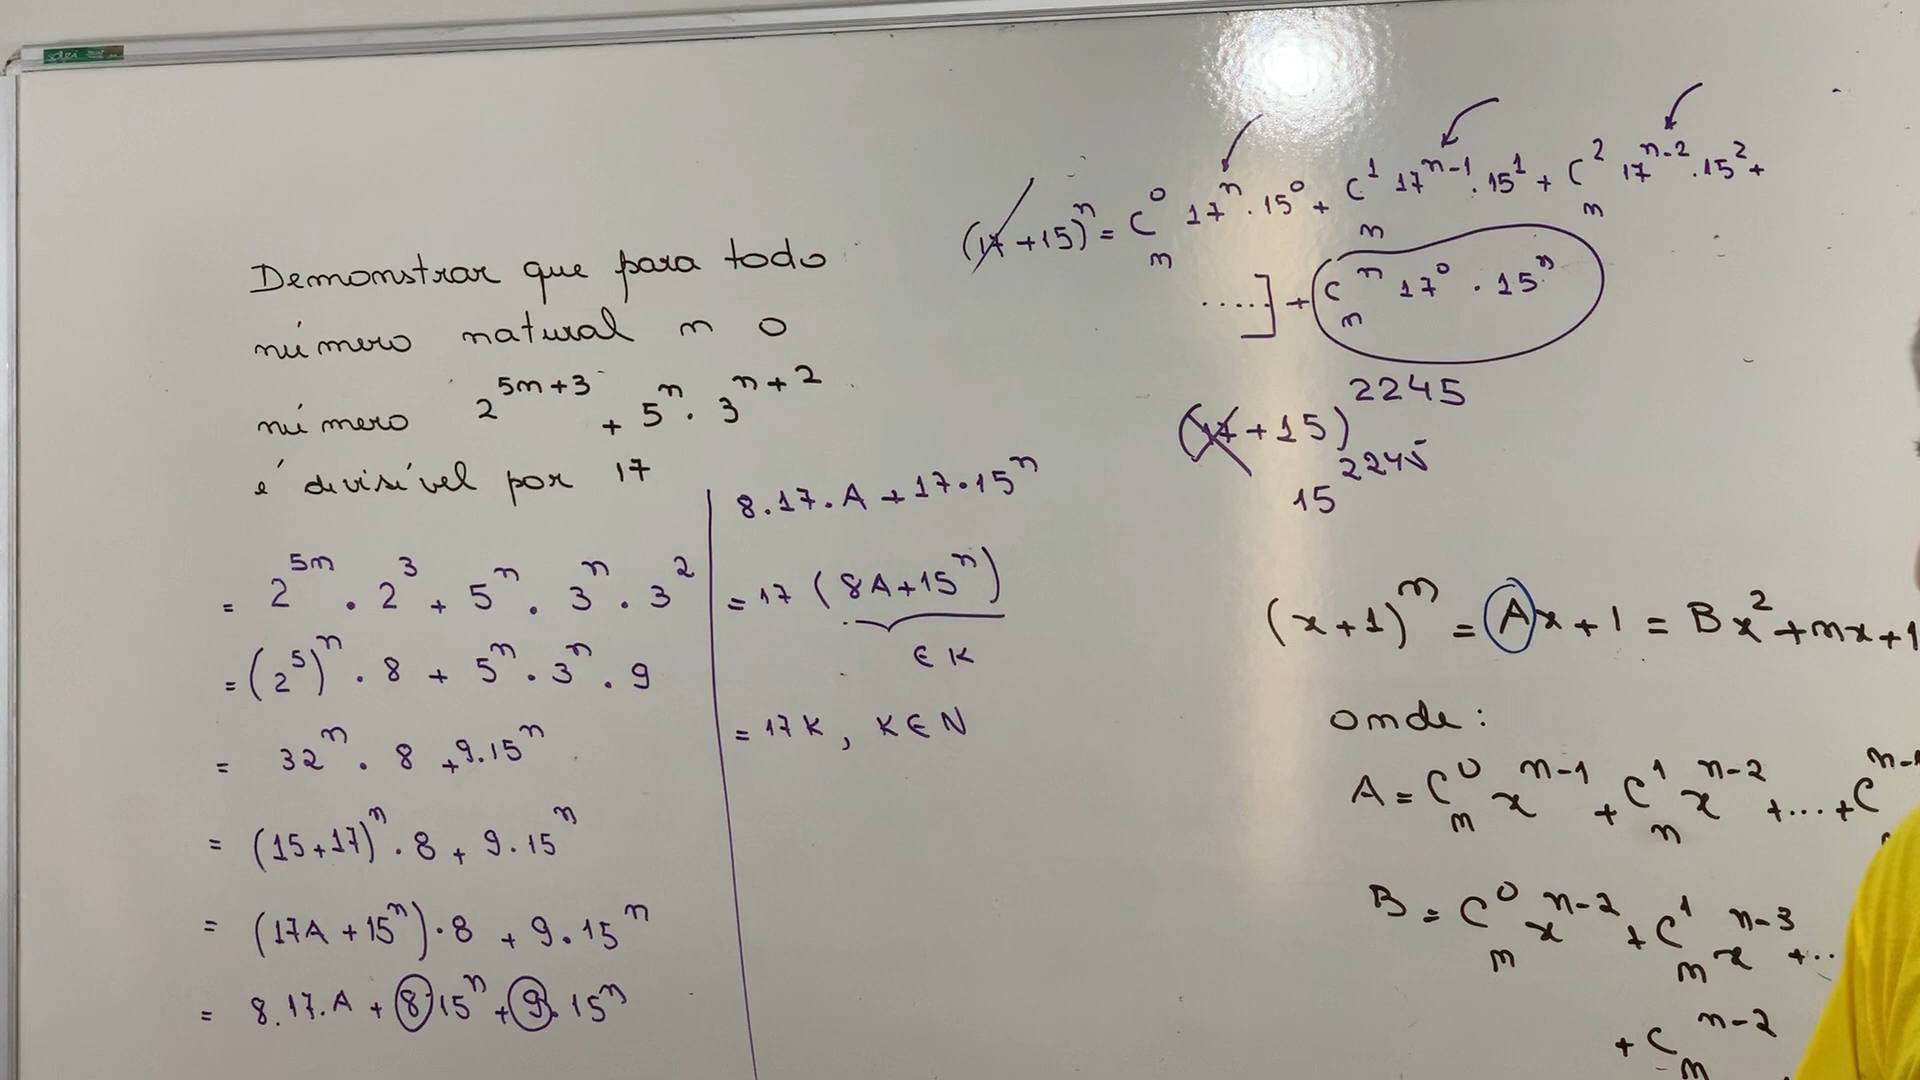 Demonstrar que para todo
número natural n o
número 2^{5n+3} + 5^n . 3^{n+2}
é divisível por 17
= 2^{5n} . 2^3 + 5^n . 3^n . 3^2
= (2^5)^n . 8 + 5^n . 3^n . 9
= 32^n . 8 + 9.15^n
= (15+17)^n . 8 + 9.15^n
= (17A + 15^n).8 + 9.15^n
= 8.17.A + 8.15^n + 9.15^n
8.17.A + 17.15^n
= 17 (8A+15^n)
∈ K
= 17K, K∈N
(17+15)^n = C_n^0 17^n . 15^0 + C_n^1 17^{n-1} . 15^1 + C_n^2 17^{n-2} . 15^2 +
.....] + C_n^n 17^0 . 15^n
(17+15)^{2245}
15^{2245}
(x+1)^n = Ax+1 = Bx^2+nx+1
onde:
A = C_n^0 x^{n-1} + C_n^1 x^{n-2} + ... + C
B = C_n^0 x^{n-2} + C_n^1 x^{n-3} + ..
+ C_n^{n-2}